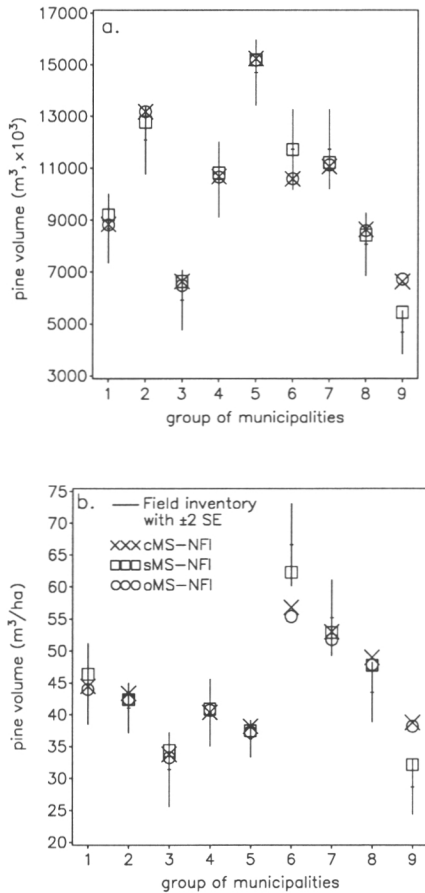 a.
17000
15000
13000
11000
9000
7000
5000
3000
pine volume (m³, ×10³)
1 2 3 4 5 6 7 8 9
group of municipalities
b.
Field inventory
with ±2 SE
cMS-NFI
sMS-NFI
oMS-NFI
75
70
65
60
55
50
45
40
35
30
25
20
pine volume (m³/ha)
1 2 3 4 5 6 7 8 9
group of municipalities